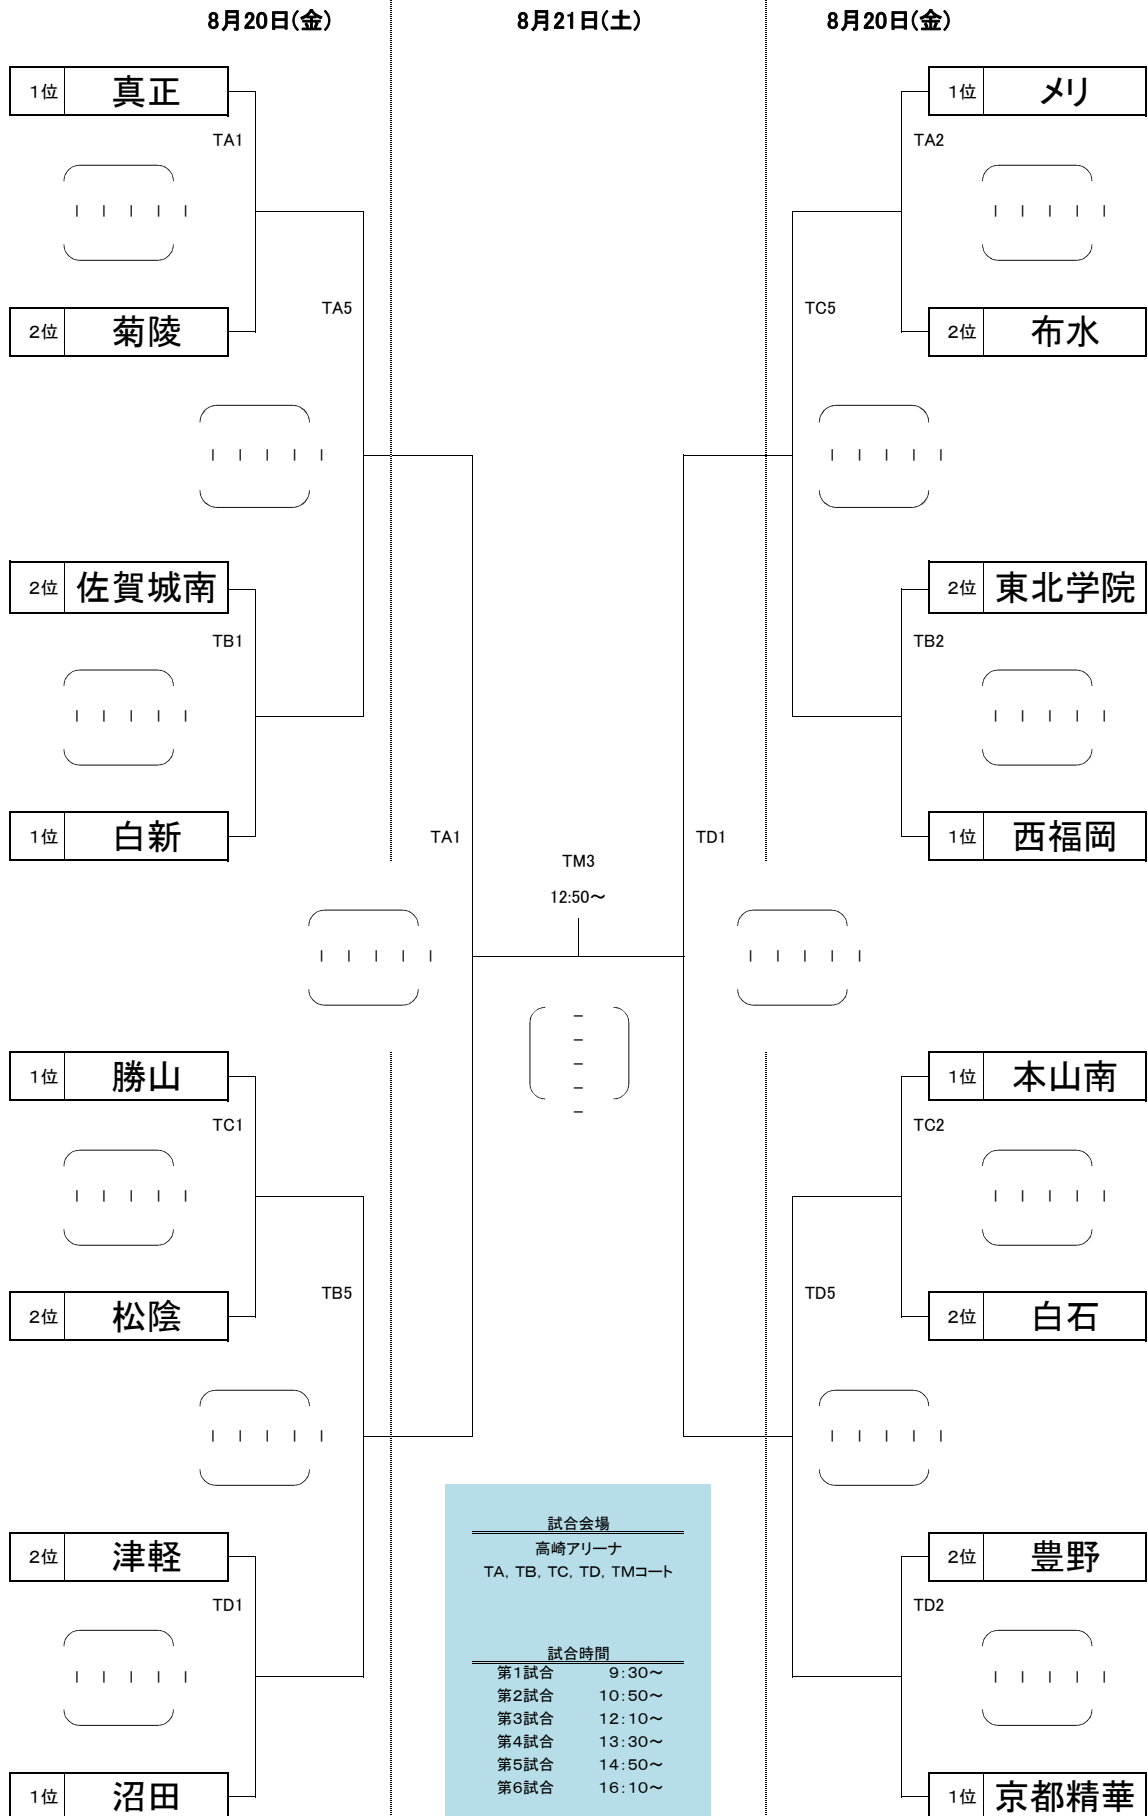 8月20日(金) 8月21日(土) 8月20日(金)
1位 真正 1位 メリ
TA1 TA2
TA5 TC5
2位 菊陵 2位 布水
2位 佐賀城南 2位 東北学院
TB1 TB2
1位 白新 1位 西福岡
TA1 TD1
TM3
12:50～
1位 勝山 1位 本山南
TC1 TC2
TB5 TD5
2位 松陰 2位 白石
試合会場
高崎アリーナ
2位 津軽 2位 豊野
TA, TB, TC, TD, TMコート
TD1 TD2
試合時間
第1試合 9:30～
第2試合 10:50～
第3試合 12:10～
第4試合 13:30～
第5試合 14:50～
第6試合 16:10～
1位 沼田 1位 京都精華